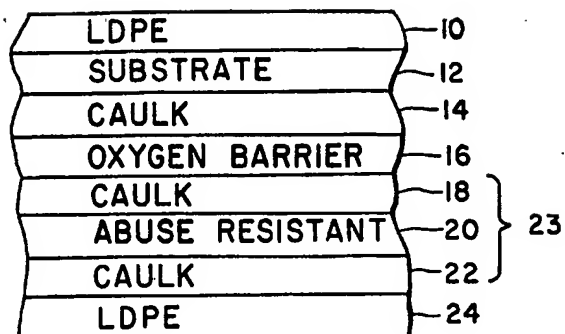 LDPE 10
SUBSTRATE 12
CAULK 14
OXYGEN BARRIER 16
CAULK 18
ABUSE RESISTANT 20 23
CAULK 22
LDPE 24